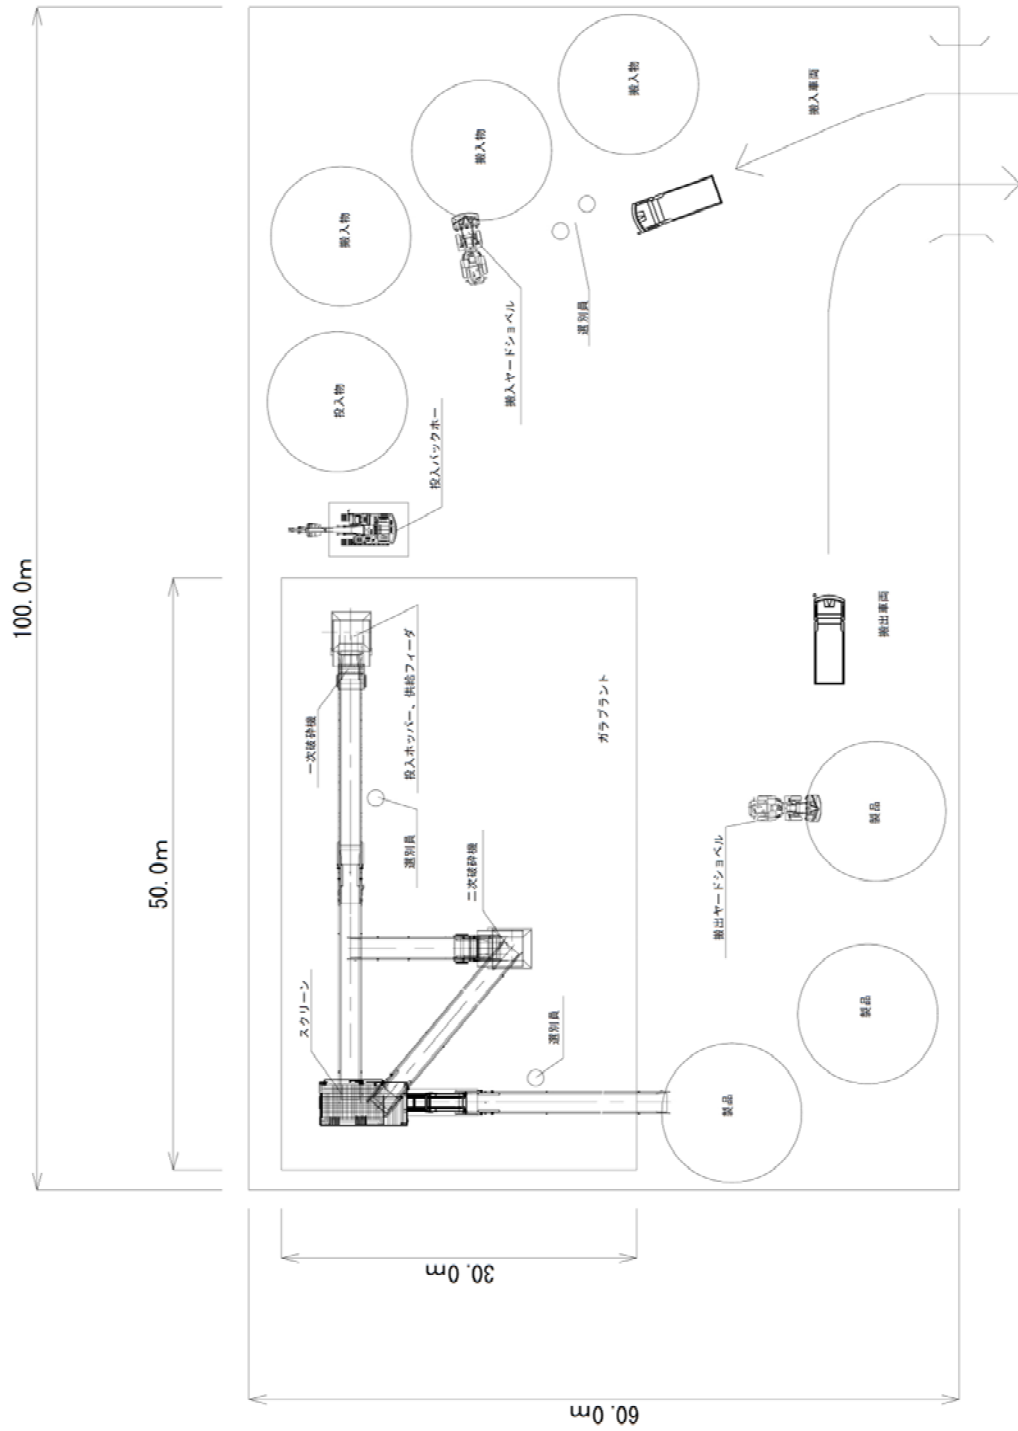 100.0m
50.0m
30.0m
60.0m
搬入物
搬入物
搬入物
投入物
搬入車両
選別員
搬入ヤードショベル
投入バックホー
一次破砕機
投入ホッパー、供給フィーダ
選別員
二次破砕機
スクリーン
選別員
ガラプラント
搬出車両
搬出ヤードショベル
製品
製品
製品